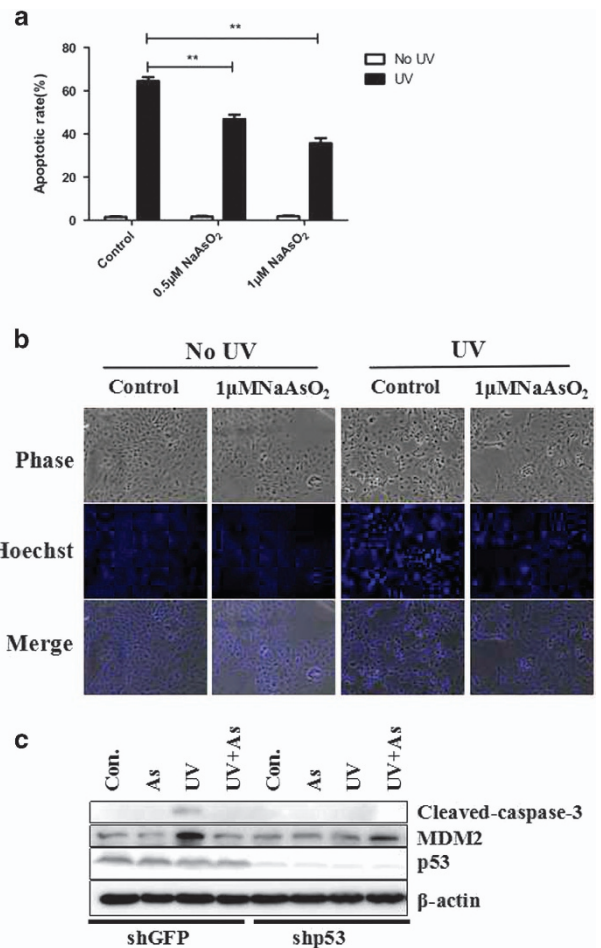 a
**
**
No UV
UV
Apoptotic rate(%)
80
60
40
20
0
Control
0.5μM NaAsO₂
1μM NaAsO₂
b
No UV
UV
Control
1μMNaAsO₂
Control
1μMNaAsO₂
Phase
Hoechst
Merge
c
Con.
As
UV
UV+As
Con.
As
UV
UV+As
Cleaved-caspase-3
MDM2
p53
β-actin
shGFP
shp53